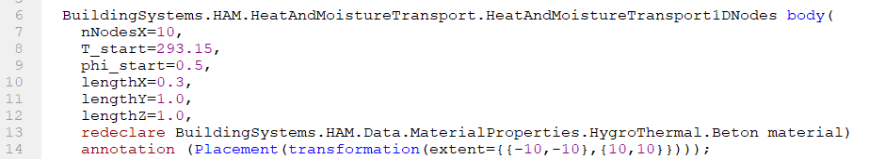 6 BuildingSystems.HAM.HeatAndMoistureTransport.HeatAndMoistureTransport1DNodes body(
7 nNodesX=10,
8 T_start=293.15,
9 phi_start=0.5,
10 lengthX=0.3,
11 lengthY=1.0,
12 lengthZ=1.0,
13 redeclare BuildingSystems.HAM.Data.MaterialProperties.HygroThermal.Beton material)
14 annotation (Placement(transformation(extent={{-10,-10},{10,10}})));